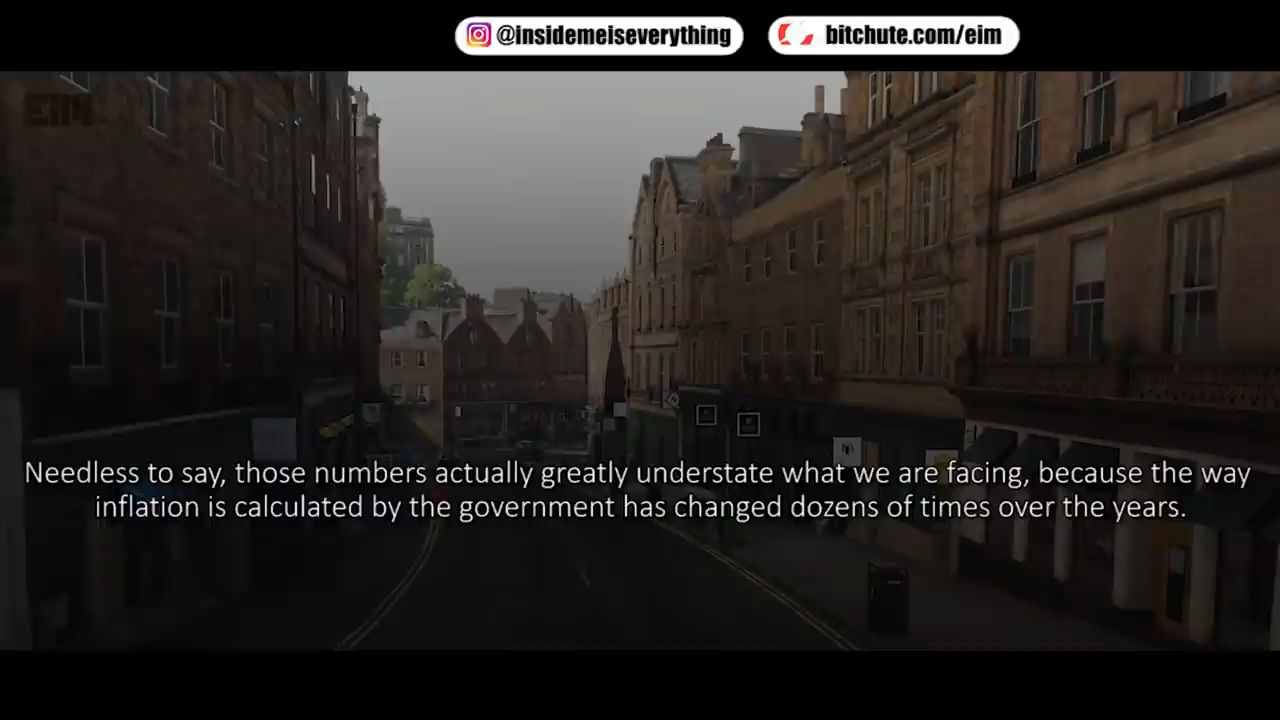 @insidemeiseverything
bitchute.com/eim
EIM
Needless to say, those numbers actually greatly understate what we are facing, because the way
inflation is calculated by the government has changed dozens of times over the years.